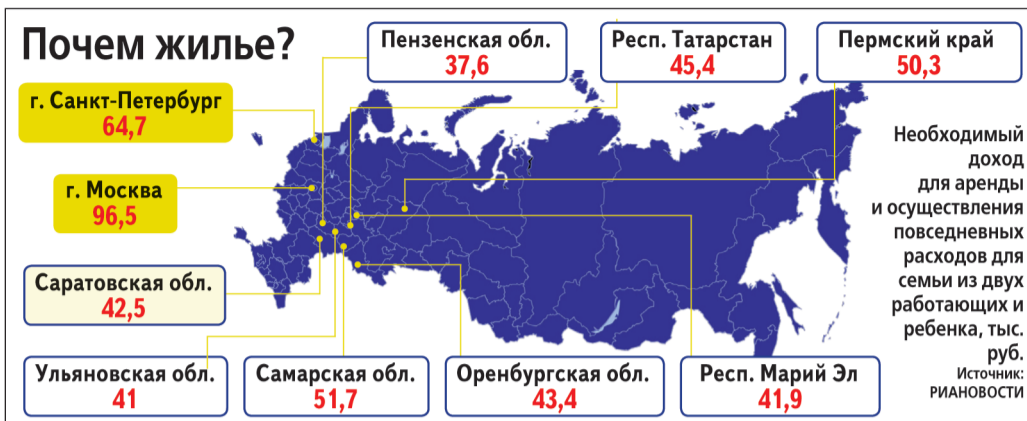 Почем жилье?
Пензенская обл.
37,6
Респ. Татарстан
45,4
Пермский край
50,3
г. Санкт-Петербург
64,7
г. Москва
96,5
Саратовская обл.
42,5
Ульяновская обл.
41
Самарская обл.
51,7
Оренбургская обл.
43,4
Респ. Марий Эл
41,9
Необходимый
доход
для аренды
и осуществления
повседневных
расходов для
семьи из двух
работающих и
ребенка, тыс.
руб.
Источник:
РИАНОВОСТИ